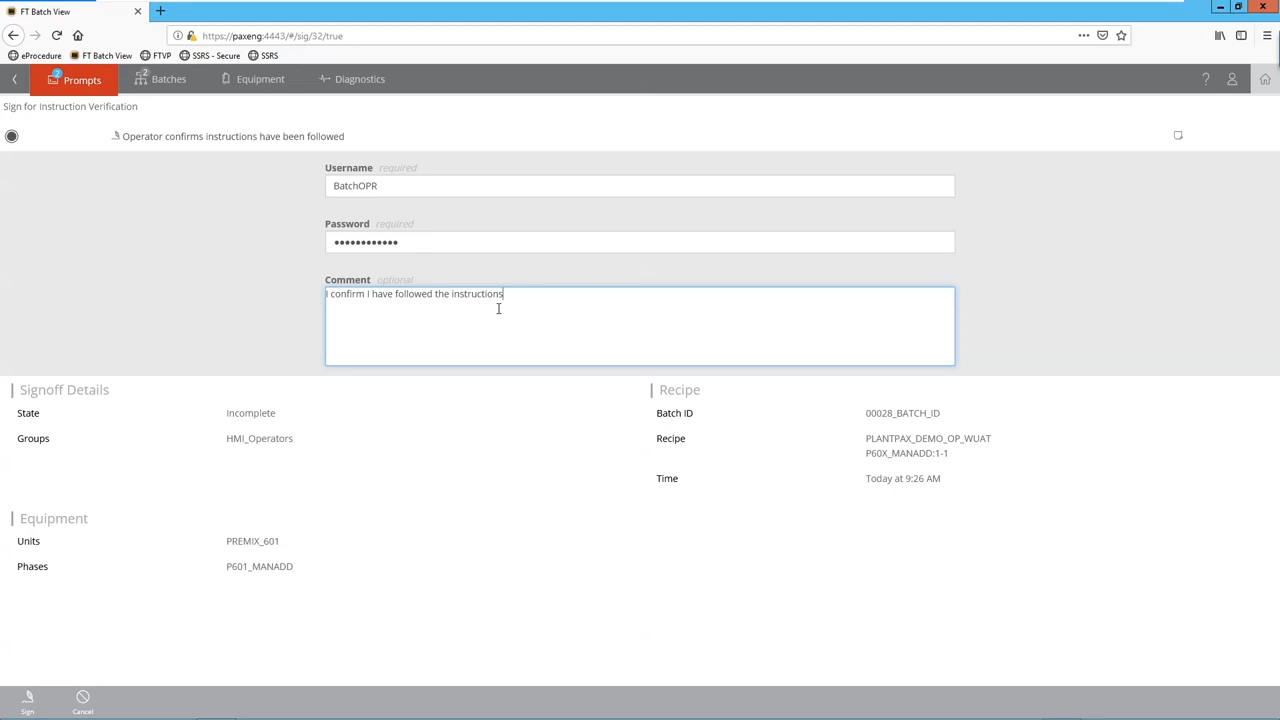 FT Batch View
https://paxeng:4443/#/sig/32/true
eProcedure FT Batch View FTVP SSRS - Secure SSRS
2 Prompts 2 Batches Equipment Diagnostics ?
Sign for Instruction Verification
Operator confirms instructions have been followed
Username required
BatchOPR
Password required
••••••••••••
Comment optional
I confirm I have followed the instructions
Signoff Details
State Incomplete
Groups HMI_Operators
Recipe
Batch ID 00028_BATCH_ID
Recipe PLANTPAX_DEMO_OP_WUAT
P60X_MANADD:1-1
Time Today at 9:26 AM
Equipment
Units PREMIX_601
Phases P601_MANADD
Sign Cancel